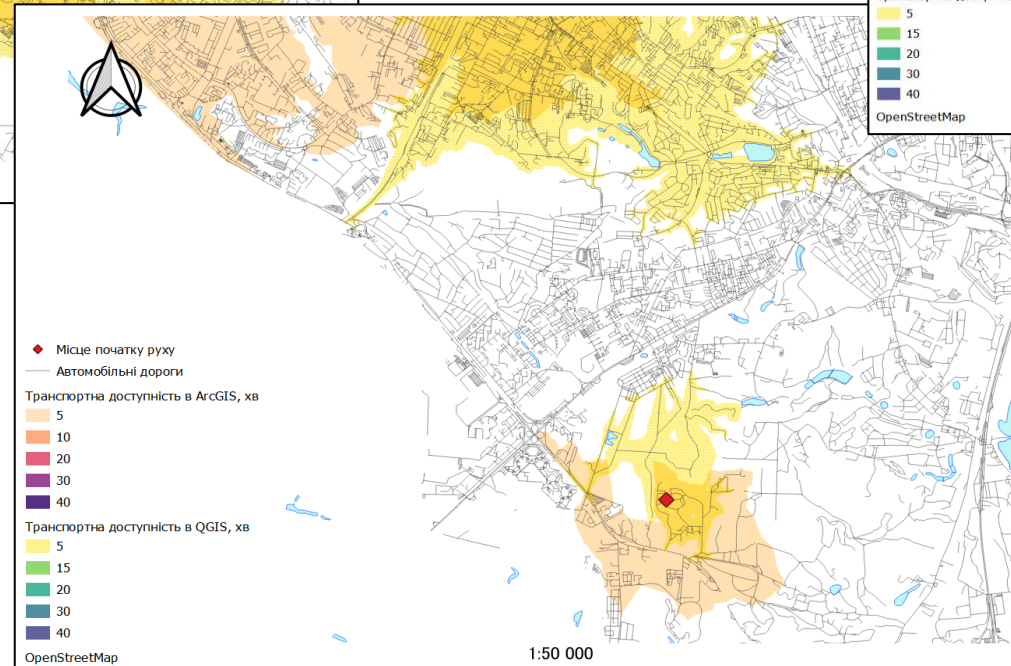 5
15
20
30
40
OpenStreetMap
Місце початку руху
Автомобільні дороги
Транспортна доступність в ArcGIS, хв
5
10
20
30
40
Транспортна доступність в QGIS, хв
5
15
20
30
40
OpenStreetMap
1:50 000